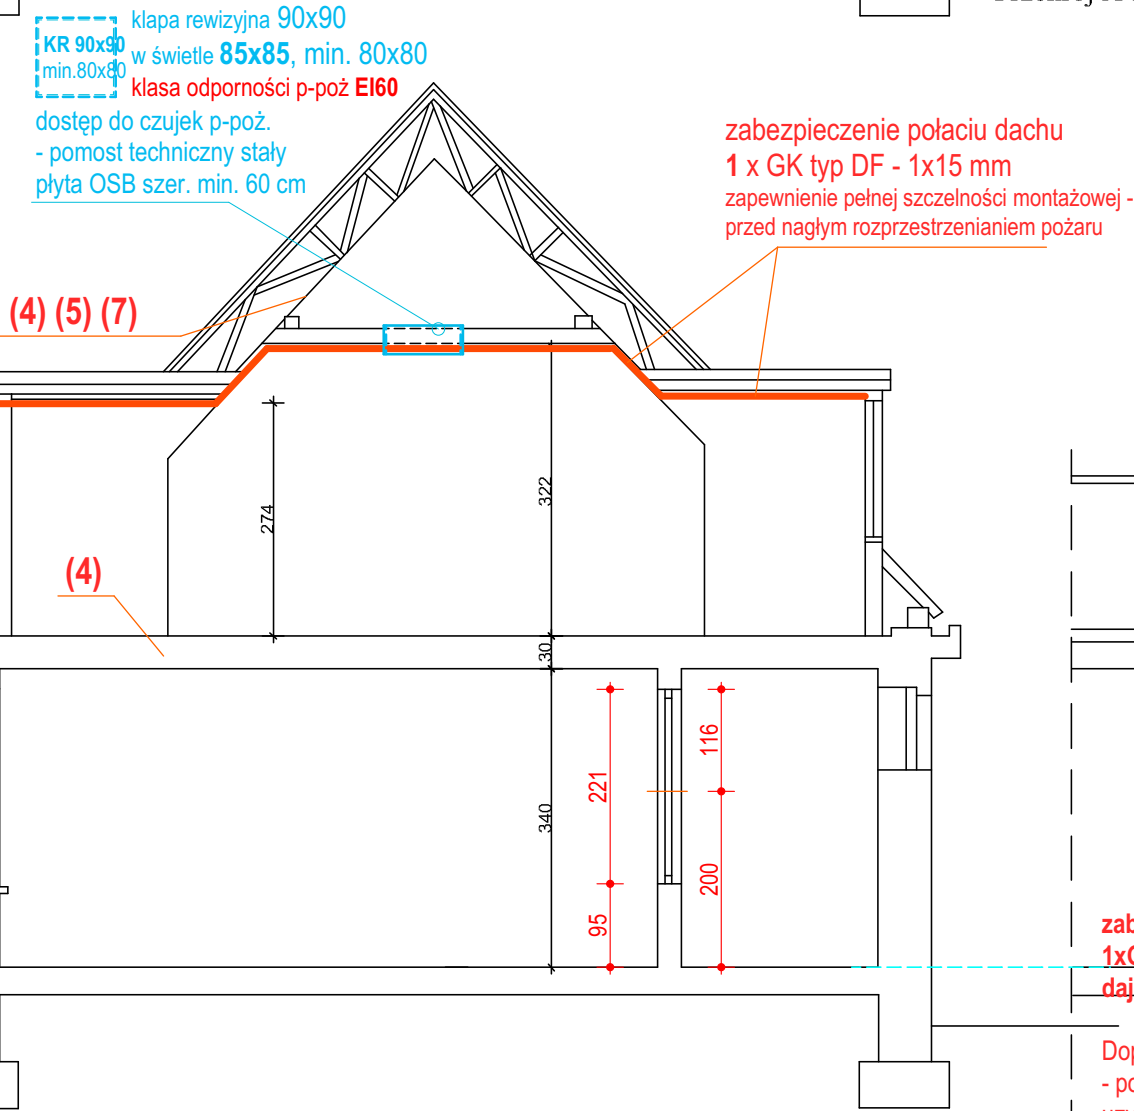 KR 90x90
min.80x80
klapa rewizyjna 90x90
w świetle 85x85, min. 80x80
klasa odporności p-poż EI60
dostęp do czujek p-poż.
- pomost techniczny stały
płyta OSB szer. min. 60 cm
zabezpieczenie połaciu dachu
1 x GK typ DF - 1x15 mm
zapewnienie pełnej szczelności montażowej -
przed nagłym rozprzestrzenianiem pożaru
(4) (5) (7)
274
322
(4)
30
116
221
340
200
95